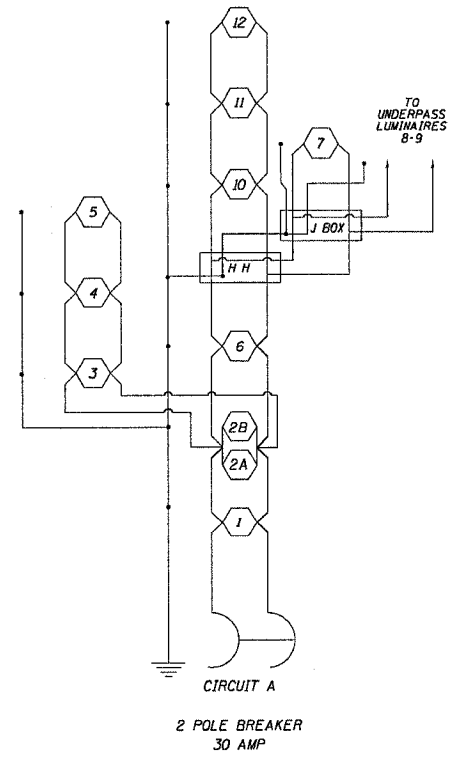 12
11
TO
UNDERPASS
LUMINAIRES
8-9
7
10
5
J BOX
H H
4
6
3
2B
2A
1
CIRCUIT A
2 POLE BREAKER
30 AMP